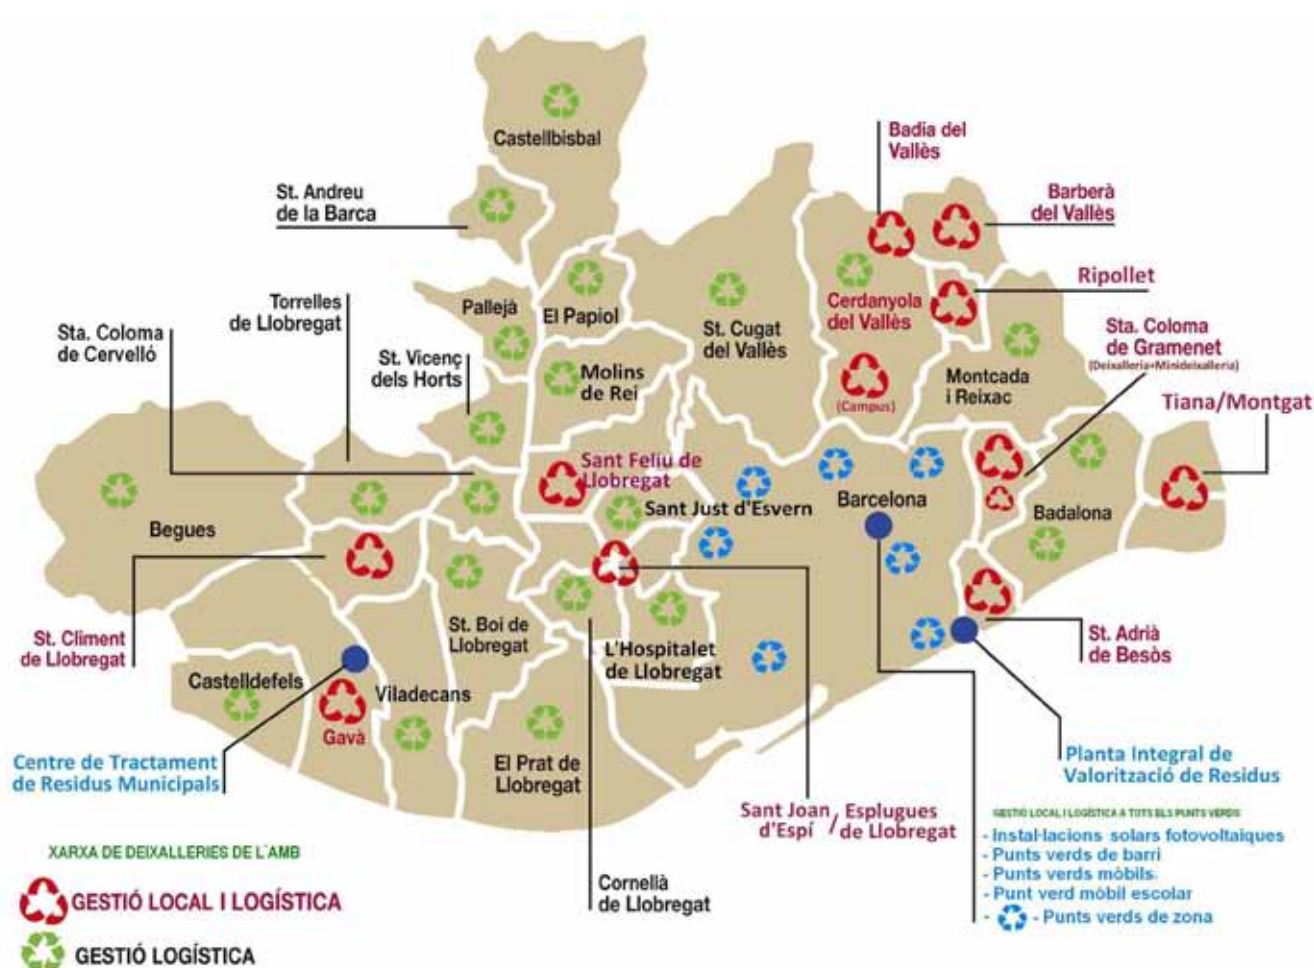 Castellbisbal
Badia del
Vallès
St. Andreu
de la Barca
Barberà
del Vallès
Ripollet
Torrelles
de Llobregat
Pallejà
El Papiol
Cerdanyola
del Vallès
St. Cugat
del Vallès
Sta. Coloma
de Cervelló
St. Vicenç
dels Horts
Molins
de Rei
Sta. Coloma
de Gramenet
(Deixalleria+Minideixalleria)
Montcada
i Reixac
(Campus)
Tiana/Montgat
Sant Feliu de
Llobregat
Sant Just d'Esvern
Barcelona
Badalona
Begues
St. Climent
de Llobregat
St. Boi de
Llobregat
L'Hospitalet
de Llobregat
St. Adrià
de Besòs
Castelldefels
Viladecans
Gavà
El Prat de
Llobregat
Centre de Tractament
de Residus Municipals
Planta Integral de
Valorització de Residus
Sant Joan
d'Espí
/
Esplugues
de Llobregat
Cornellà
de Llobregat
GESTIÓ LOCAL I LOGÍSTICA A TOTS ELS PUNTS VERDS
- Instal·lacions solars fotovoltaiques
- Punts verds de barri
- Punts verds mòbils.
- Punt verd mòbil escolar
- - Punts verds de zona
XARXA DE DEIXALLERIES DE L'AMB
GESTIÓ LOCAL I LOGÍSTICA
GESTIÓ LOGÍSTICA